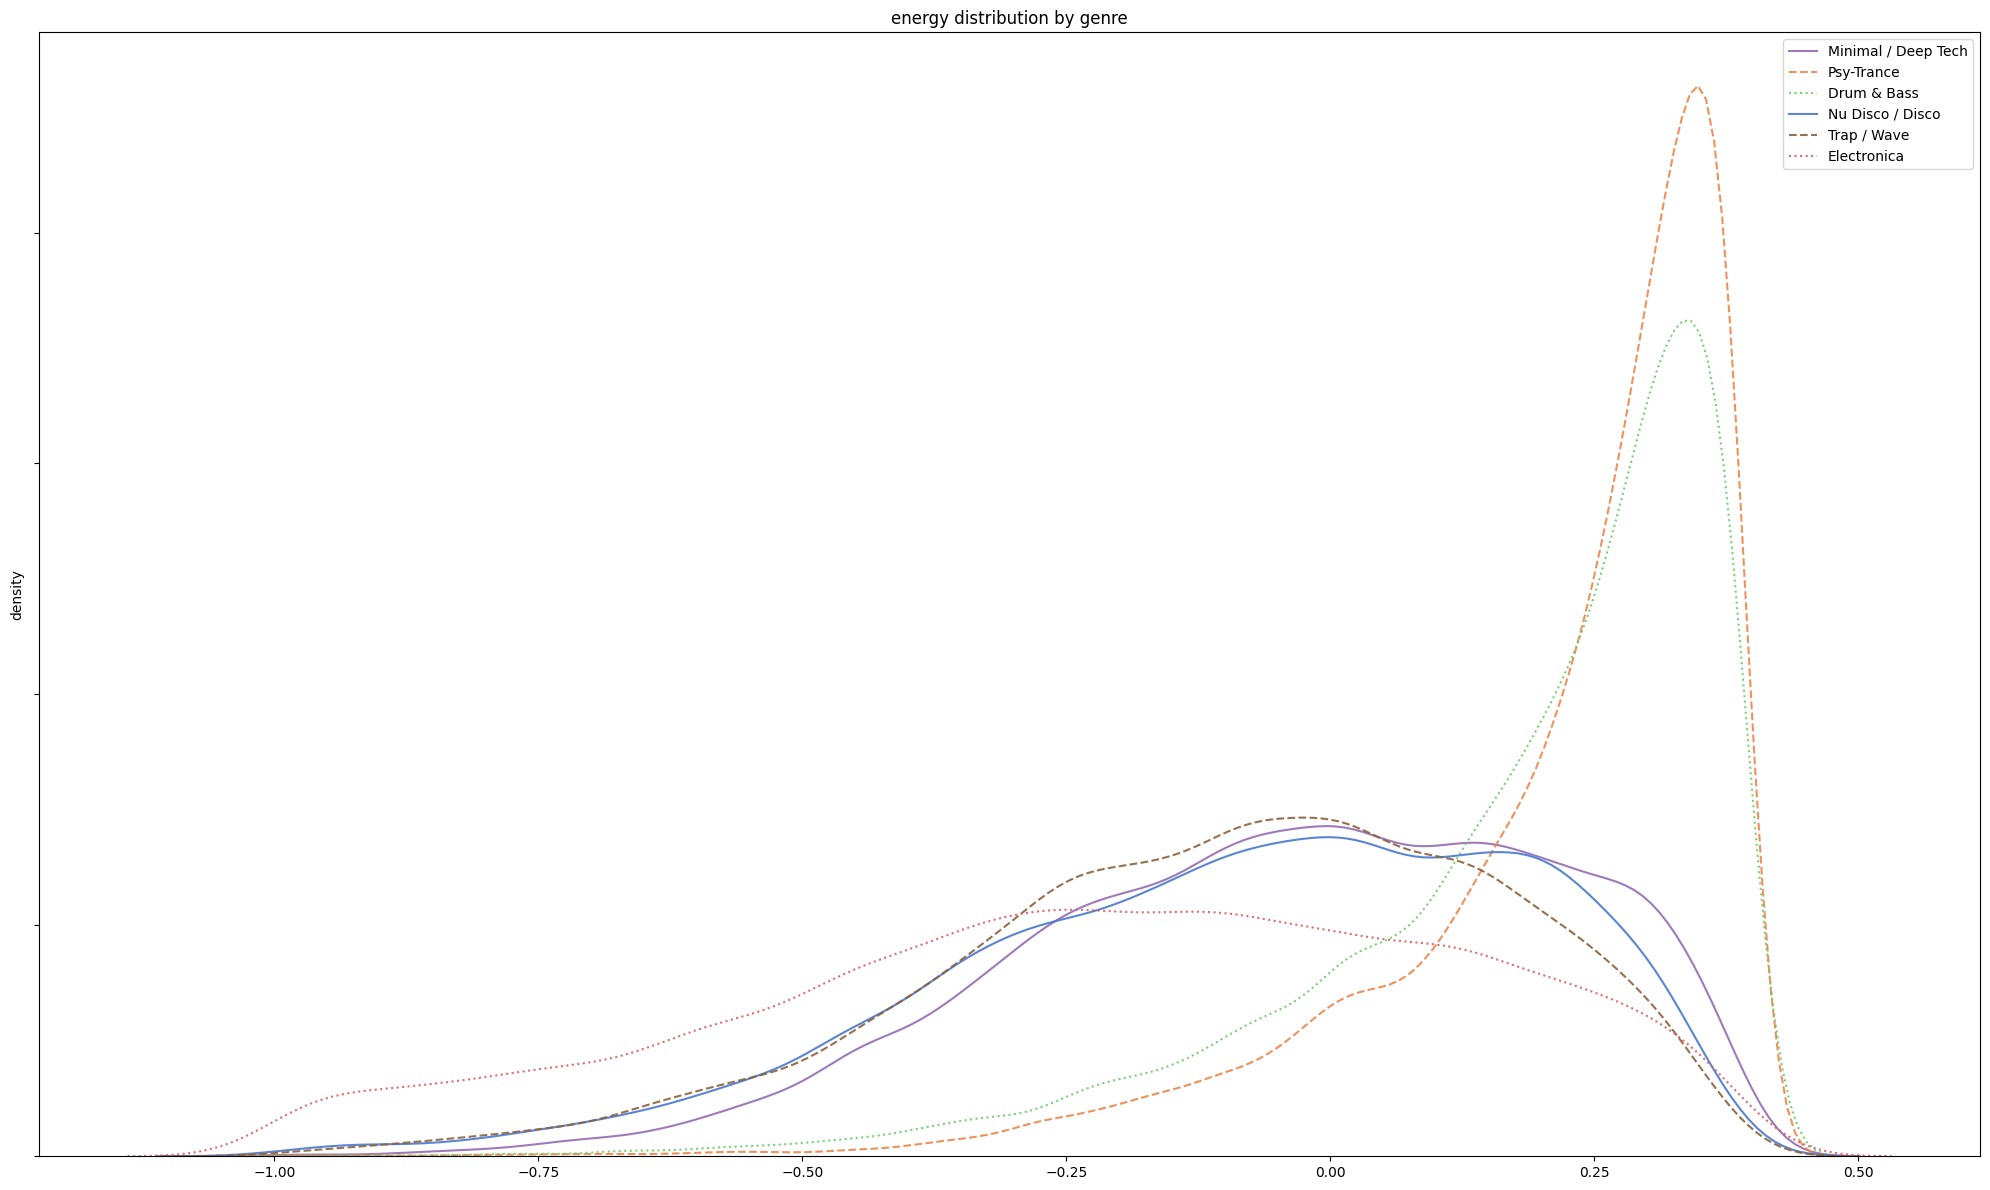 energy distribution by genre
Minimal / Deep Tech
Psy-Trance
Drum & Bass
Nu Disco / Disco
Trap / Wave
Electronica
density
−1.00
−0.75
−0.50
−0.25
0.00
0.25
0.50